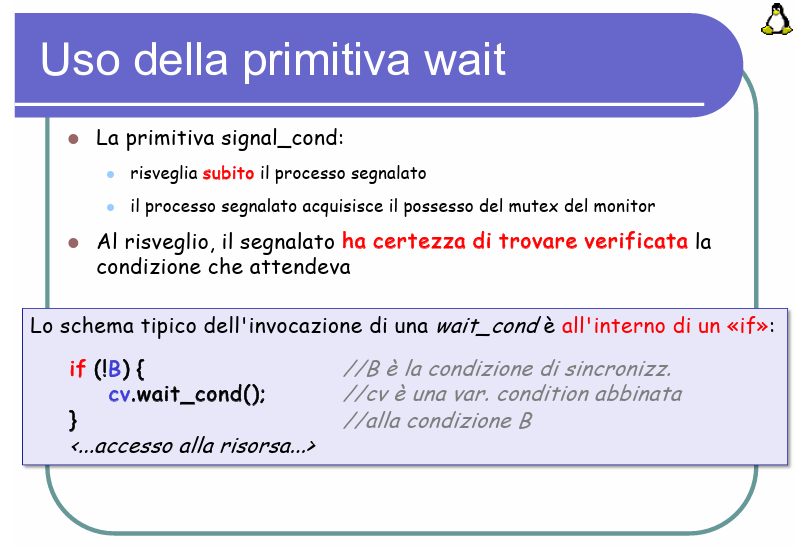 Uso della primitiva wait
La primitiva signal_cond:
risveglia subito il processo segnalato
il processo segnalato acquisisce il possesso del mutex del monitor
Al risveglio, il segnalato ha certezza di trovare verificata la
condizione che attendeva
Lo schema tipico dell'invocazione di una wait_cond è all'interno di un «if»:
if (!B) { //B è la condizione di sincronizz.
cv.wait_cond(); //cv è una var. condition abbinata
} //alla condizione B
<...accesso alla risorsa...>